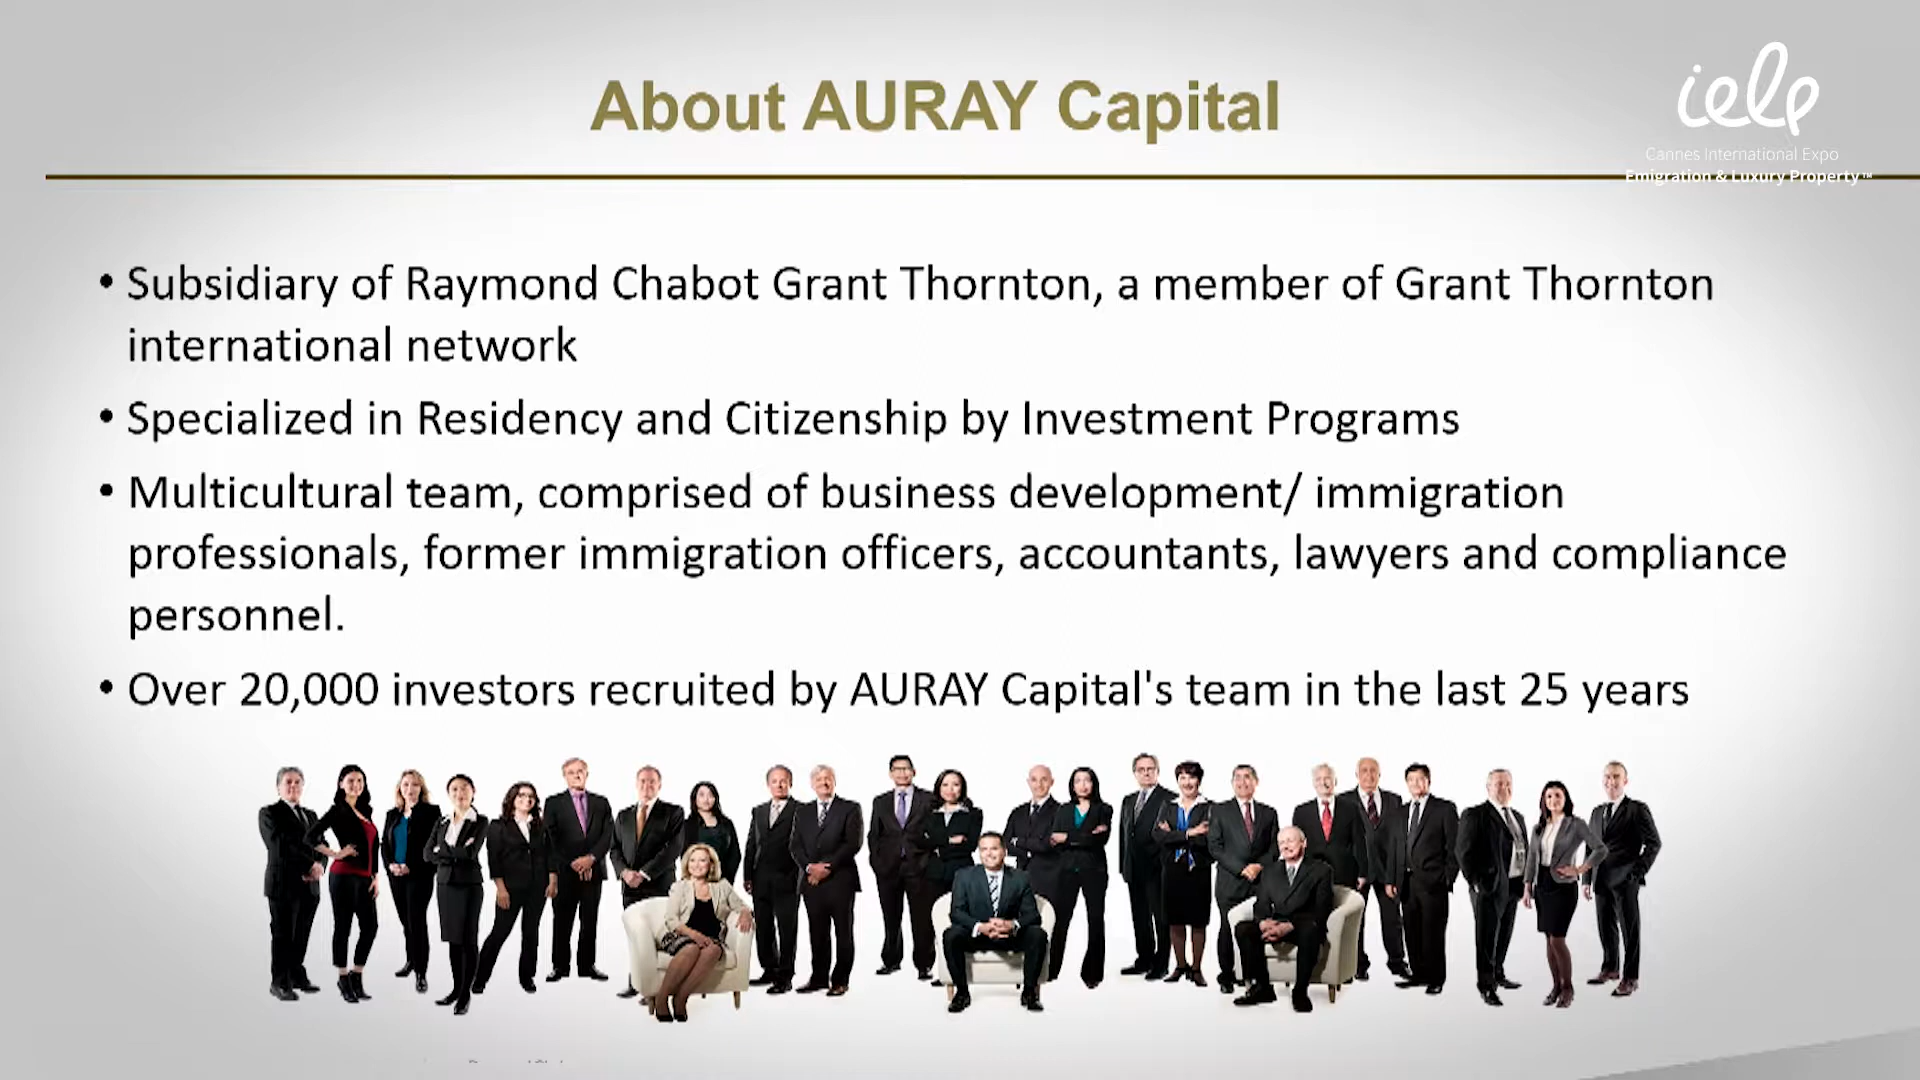 About AURAY Capital
ielp
Cannes International Expo
Emigration & Luxury Property™
• Subsidiary of Raymond Chabot Grant Thornton, a member of Grant Thornton
international network
• Specialized in Residency and Citizenship by Investment Programs
• Multicultural team, comprised of business development/ immigration
professionals, former immigration officers, accountants, lawyers and compliance
personnel.
• Over 20,000 investors recruited by AURAY Capital's team in the last 25 years